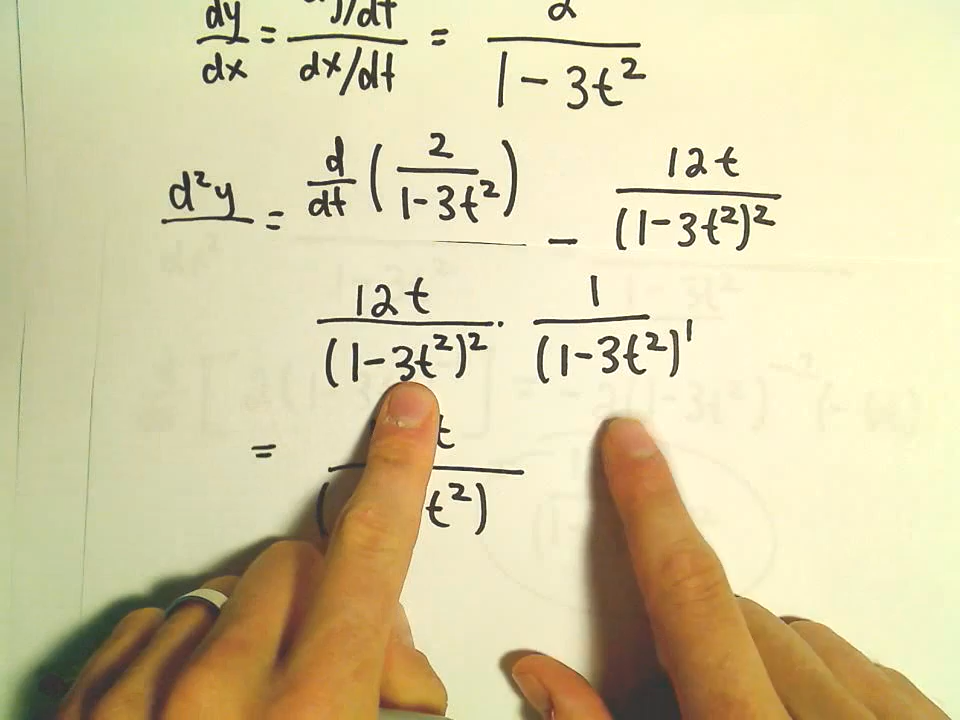 dy/dx = dy/dt / dx/dt = 2 / 1 - 3t²
d²y = d/dt ( 2 / 1-3t² ) - 12t / (1-3t²)²
12t / (1-3t²)² · 1 / (1-3t²)¹
= t / ( t²)